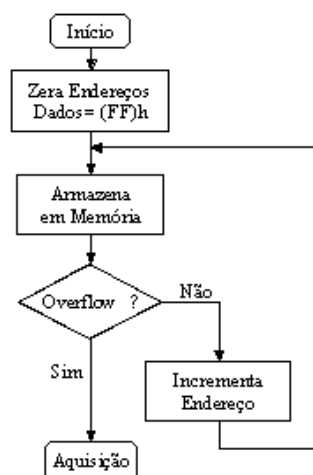 Início
Zera Endereços
Dados= (FF)h
Armazena
em Memória
Overflow ?
Não
Sim
Incrementa
Endereço
Aquisição